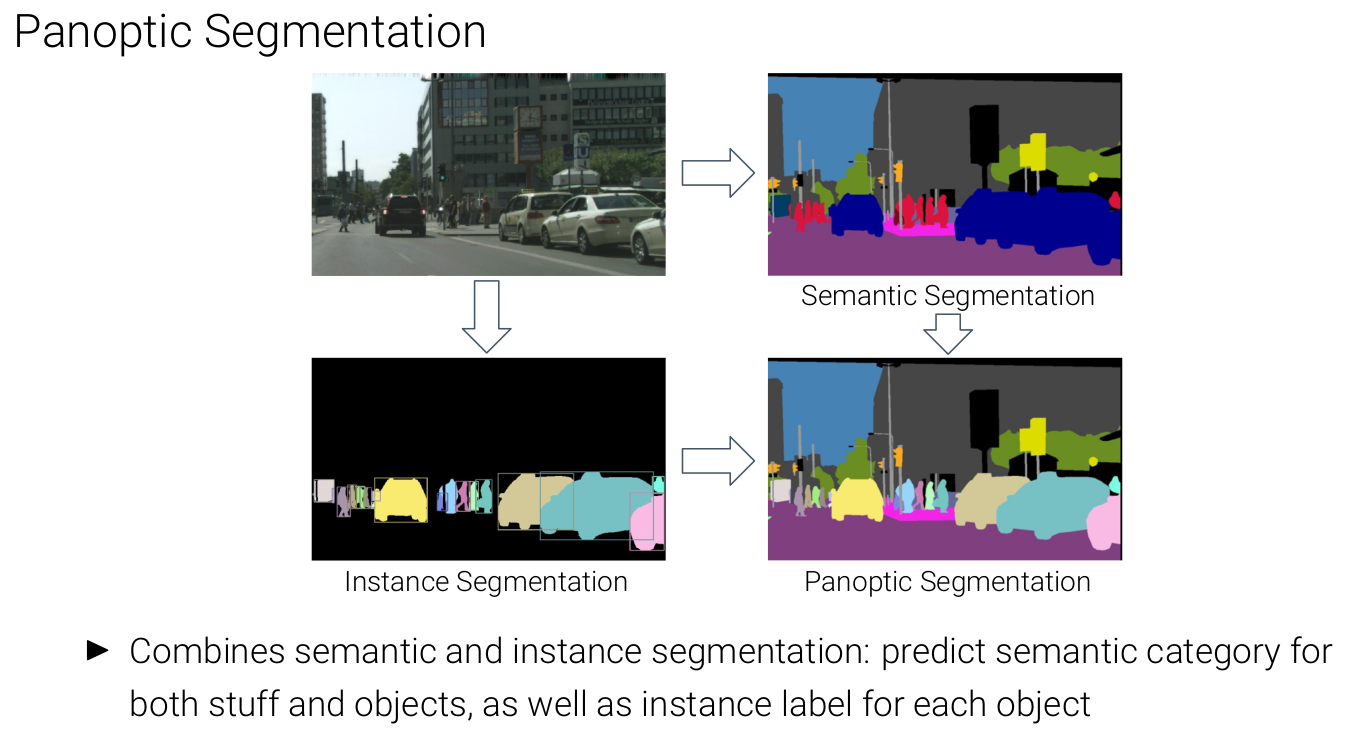 Panoptic Segmentation
Semantic Segmentation
Instance Segmentation
Panoptic Segmentation
Combines semantic and instance segmentation: predict semantic category for
both stuff and objects, as well as instance label for each object